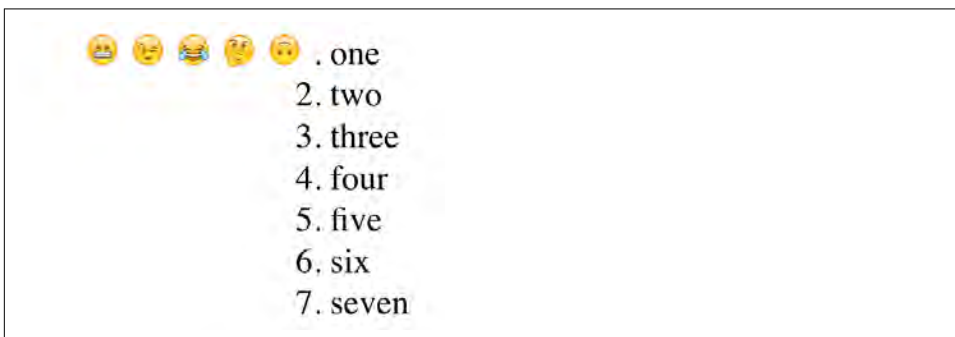 😬 😉 😂 🤔 🙃 . one
2. two
3. three
4. four
5. five
6. six
7. seven